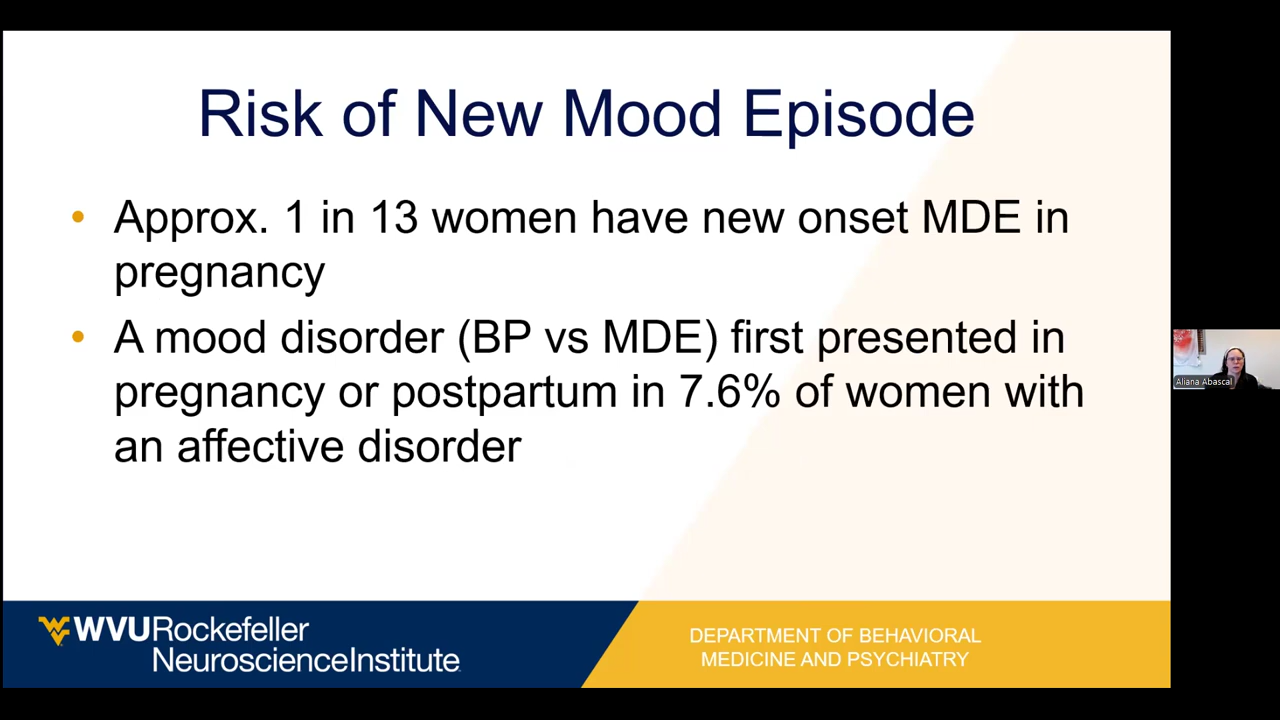 Risk of New Mood Episode
• Approx. 1 in 13 women have new onset MDE in
pregnancy
• A mood disorder (BP vs MDE) first presented in
pregnancy or postpartum in 7.6% of women with
an affective disorder
Aliana Abascal
WVURockefeller
NeuroscienceInstitute
DEPARTMENT OF BEHAVIORAL
MEDICINE AND PSYCHIATRY